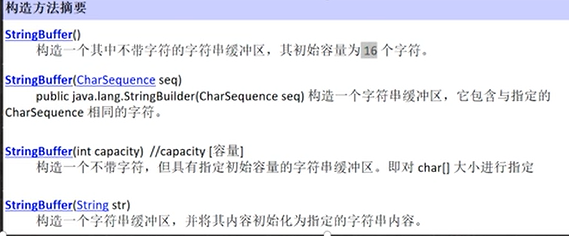 构造方法摘要
StringBuffer()
构造一个其中不带字符的字符串缓冲区，其初始容量为 16 个字符。
StringBuffer(CharSequence seq)
public java.lang.StringBuilder(CharSequence seq) 构造一个字符串缓冲区，它包含与指定的
CharSequence 相同的字符。
StringBuffer(int capacity)  //capacity [容量]
构造一个不带字符，但具有指定初始容量的字符串缓冲区。即对 char[] 大小进行指定
StringBuffer(String str)
构造一个字符串缓冲区，并将其内容初始化为指定的字符串内容。